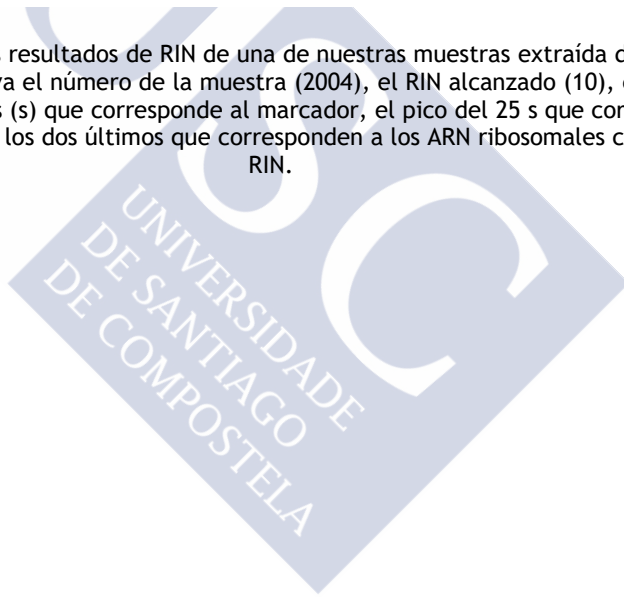 resultados de RIN de una de nuestras muestras extraída
el número de la muestra (2004), el RIN alcanzado (10),
(s) que corresponde al marcador, el pico del 25 s que
los dos últimos que corresponden a los ARN ribosomales
RIN.
USC
UNIVERSIDADE
DE SANTIAGO
DE COMPOSTELA